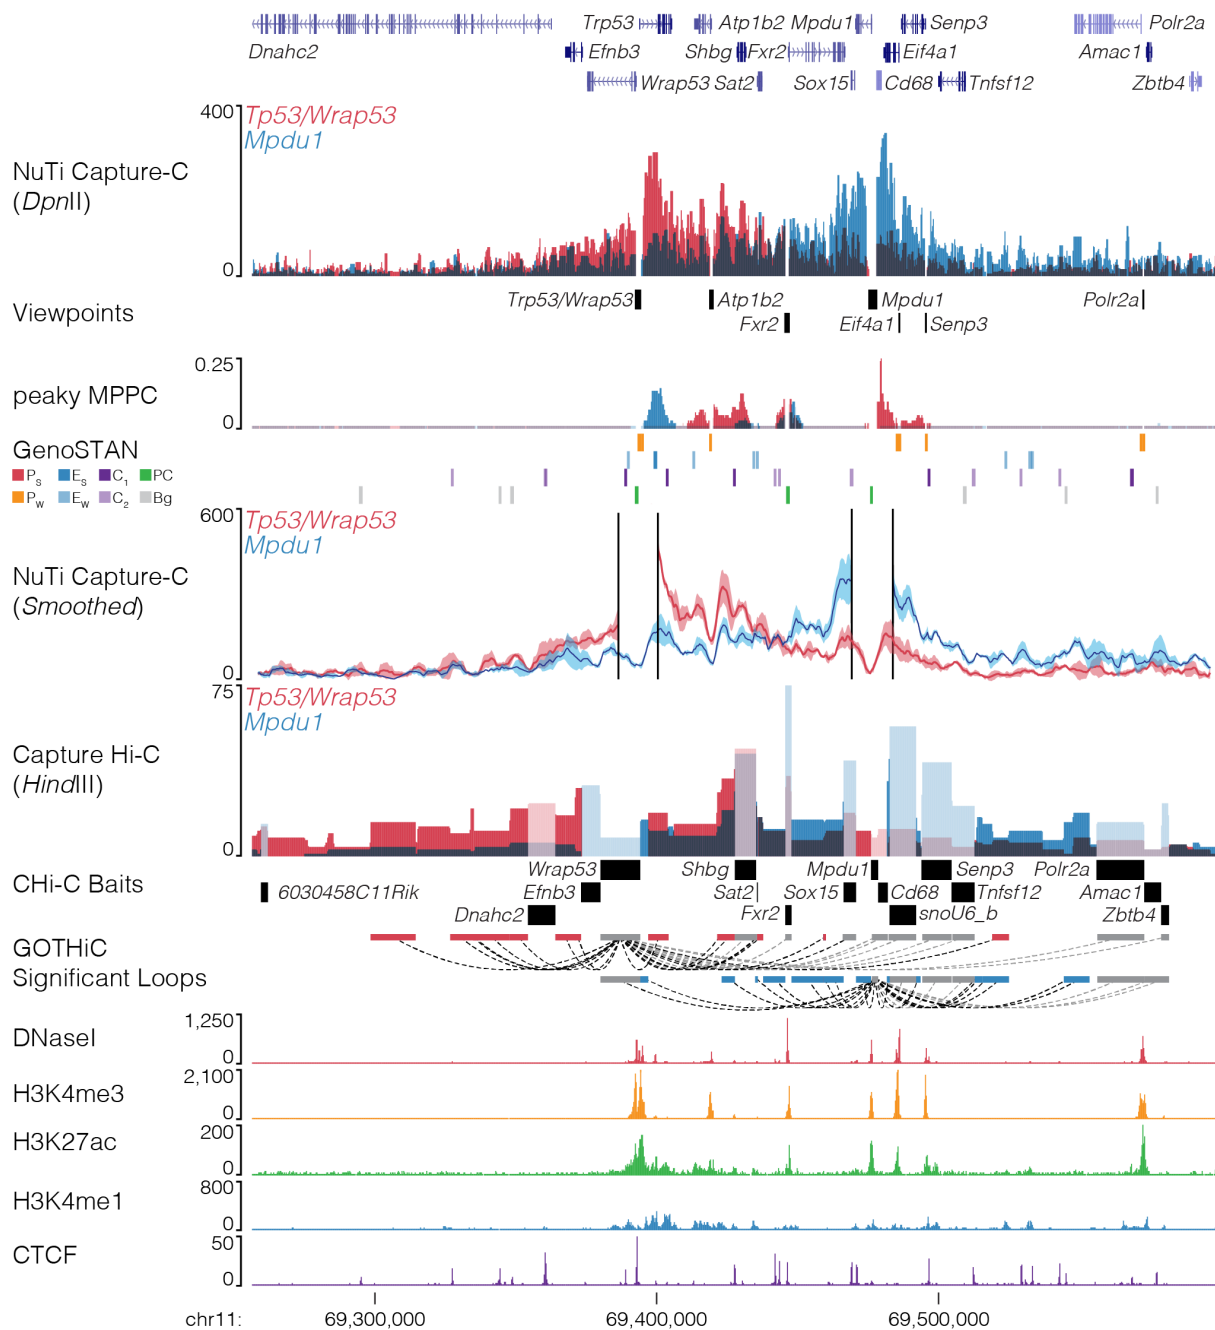 Trp53 Atp1b2 Mpdu1 Senp3 Polr2a
Dnahc2 Efnb3 Shbg Fxr2 Eif4a1 Amac1
Wrap53 Sat2 Sox15 Cd68 Tnfsf12 Zbtb4
400
Tp53/Wrap53
Mpdu1
NuTi Capture-C
(DpnII)
0
Viewpoints
Trp53/Wrap53 Atp1b2 Mpdu1 Polr2a
Fxr2 Eif4a1 Senp3
0.25
peaky MPPC
0
GenoSTAN
PS ES C1 PC
PW EW C2 Bg
600
Tp53/Wrap53
Mpdu1
NuTi Capture-C
(Smoothed)
0
75
Tp53/Wrap53
Mpdu1
Capture Hi-C
(HindIII)
0
CHi-C Baits
Wrap53 Shbg Mpdu1 Senp3 Polr2a
6030458C11Rik Efnb3 Sat2 Sox15 Cd68 Tnfsf12 Amac1
Dnahc2 Fxr2 snoU6_b Zbtb4
GOTHiC
Significant Loops
1,250
DNaseI
0
2,100
H3K4me3
0
200
H3K27ac
0
800
H3K4me1
0
50
CTCF
0
chr11: 69,300,000 69,400,000 69,500,000